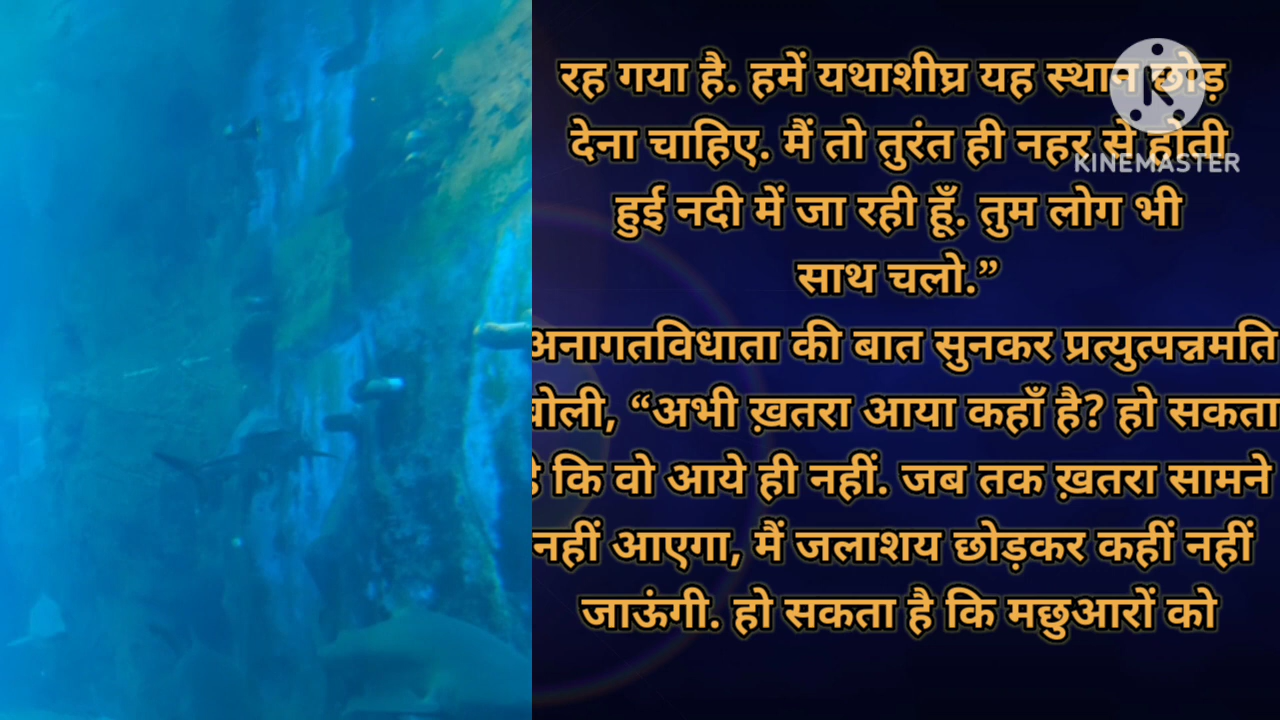 रह गया है. हमें यथाशीघ्र यह स्थान छोड़
देना चाहिए. मैं तो तुरंत ही नहर से होती
हुई नदी में जा रही हूँ. तुम लोग भी
साथ चलो.”
अनागतविधाता की बात सुनकर प्रत्युत्पन्नमति
बोली, “अभी ख़तरा आया कहाँ है? हो सकता
है कि वो आये ही नहीं. जब तक ख़तरा सामने
नहीं आएगा, मैं जलाशय छोड़कर कहीं नहीं
जाऊंगी. हो सकता है कि मछुआरों को
K
KINEMASTER